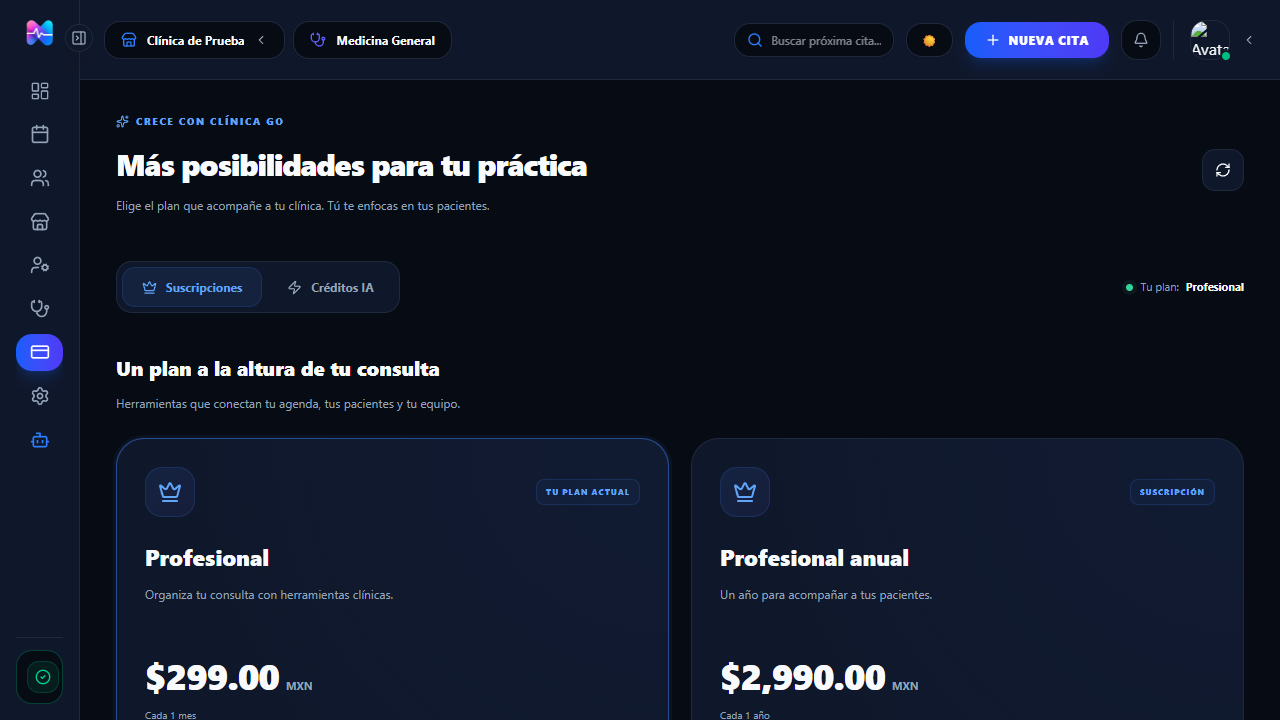 Clínica de Prueba
Medicina General
Buscar próxima cita...
NUEVA CITA
Avata
CRECE CON CLÍNICA GO
Más posibilidades para tu práctica
Elige el plan que acompañe a tu clínica. Tú te enfocas en tus pacientes.
Suscripciones
Créditos IA
Tu plan: Profesional
Un plan a la altura de tu consulta
Herramientas que conectan tu agenda, tus pacientes y tu equipo.
TU PLAN ACTUAL
Profesional
Organiza tu consulta con herramientas clínicas.
$299.00 MXN
Cada 1 mes
SUSCRIPCIÓN
Profesional anual
Un año para acompañar a tus pacientes.
$2,990.00 MXN
Cada 1 año